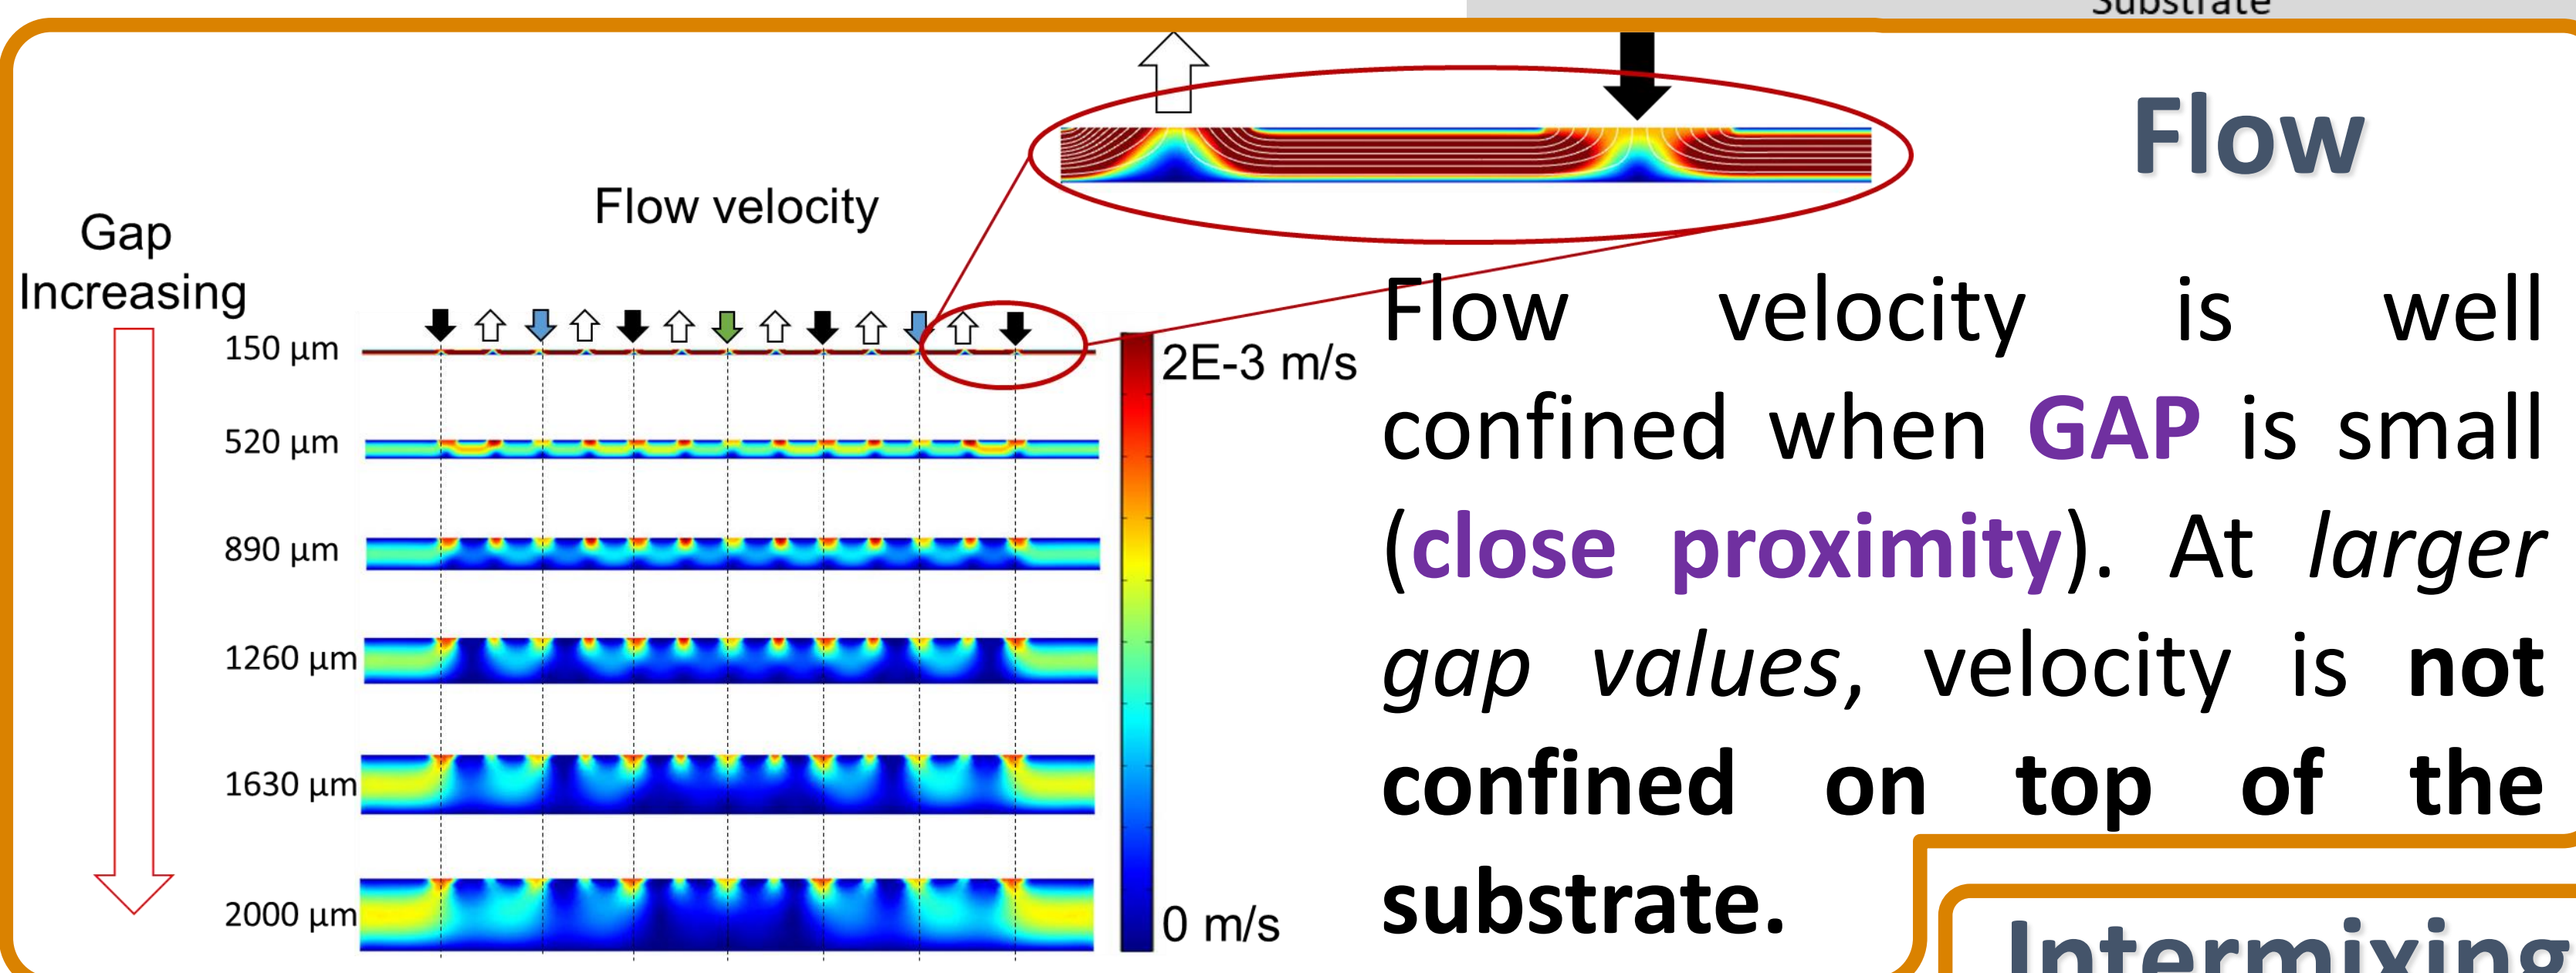 Substrate
Flow
Flow velocity
Gap
Increasing
150 µm
520 µm
890 µm
1260 µm
1630 µm
2000 µm
2E-3 m/s
0 m/s
Flow velocity is well
confined when GAP is small
(close proximity). At larger
gap values, velocity is not
confined on top of the
substrate.
Intermixing